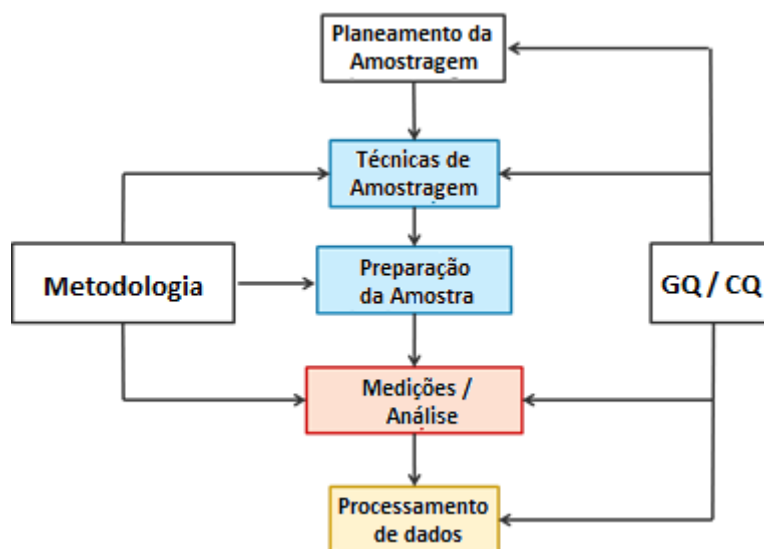 Planeamento da
Amostragem
Técnicas de
Amostragem
Metodologia
Preparação
da Amostra
GQ / CQ
Medições /
Análise
Processamento
de dados